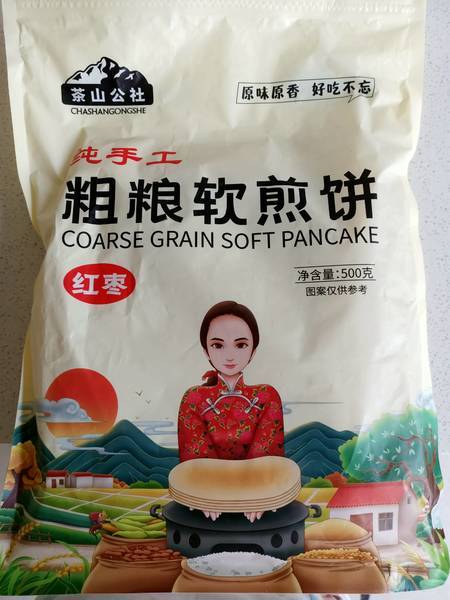 茶山公社
CHASHANGONGSHE
原味原香 好吃不忘
纯手工
粗粮软煎饼
COARSE GRAIN SOFT PANCAKE
红枣
净含量:500克
图案仅供参考